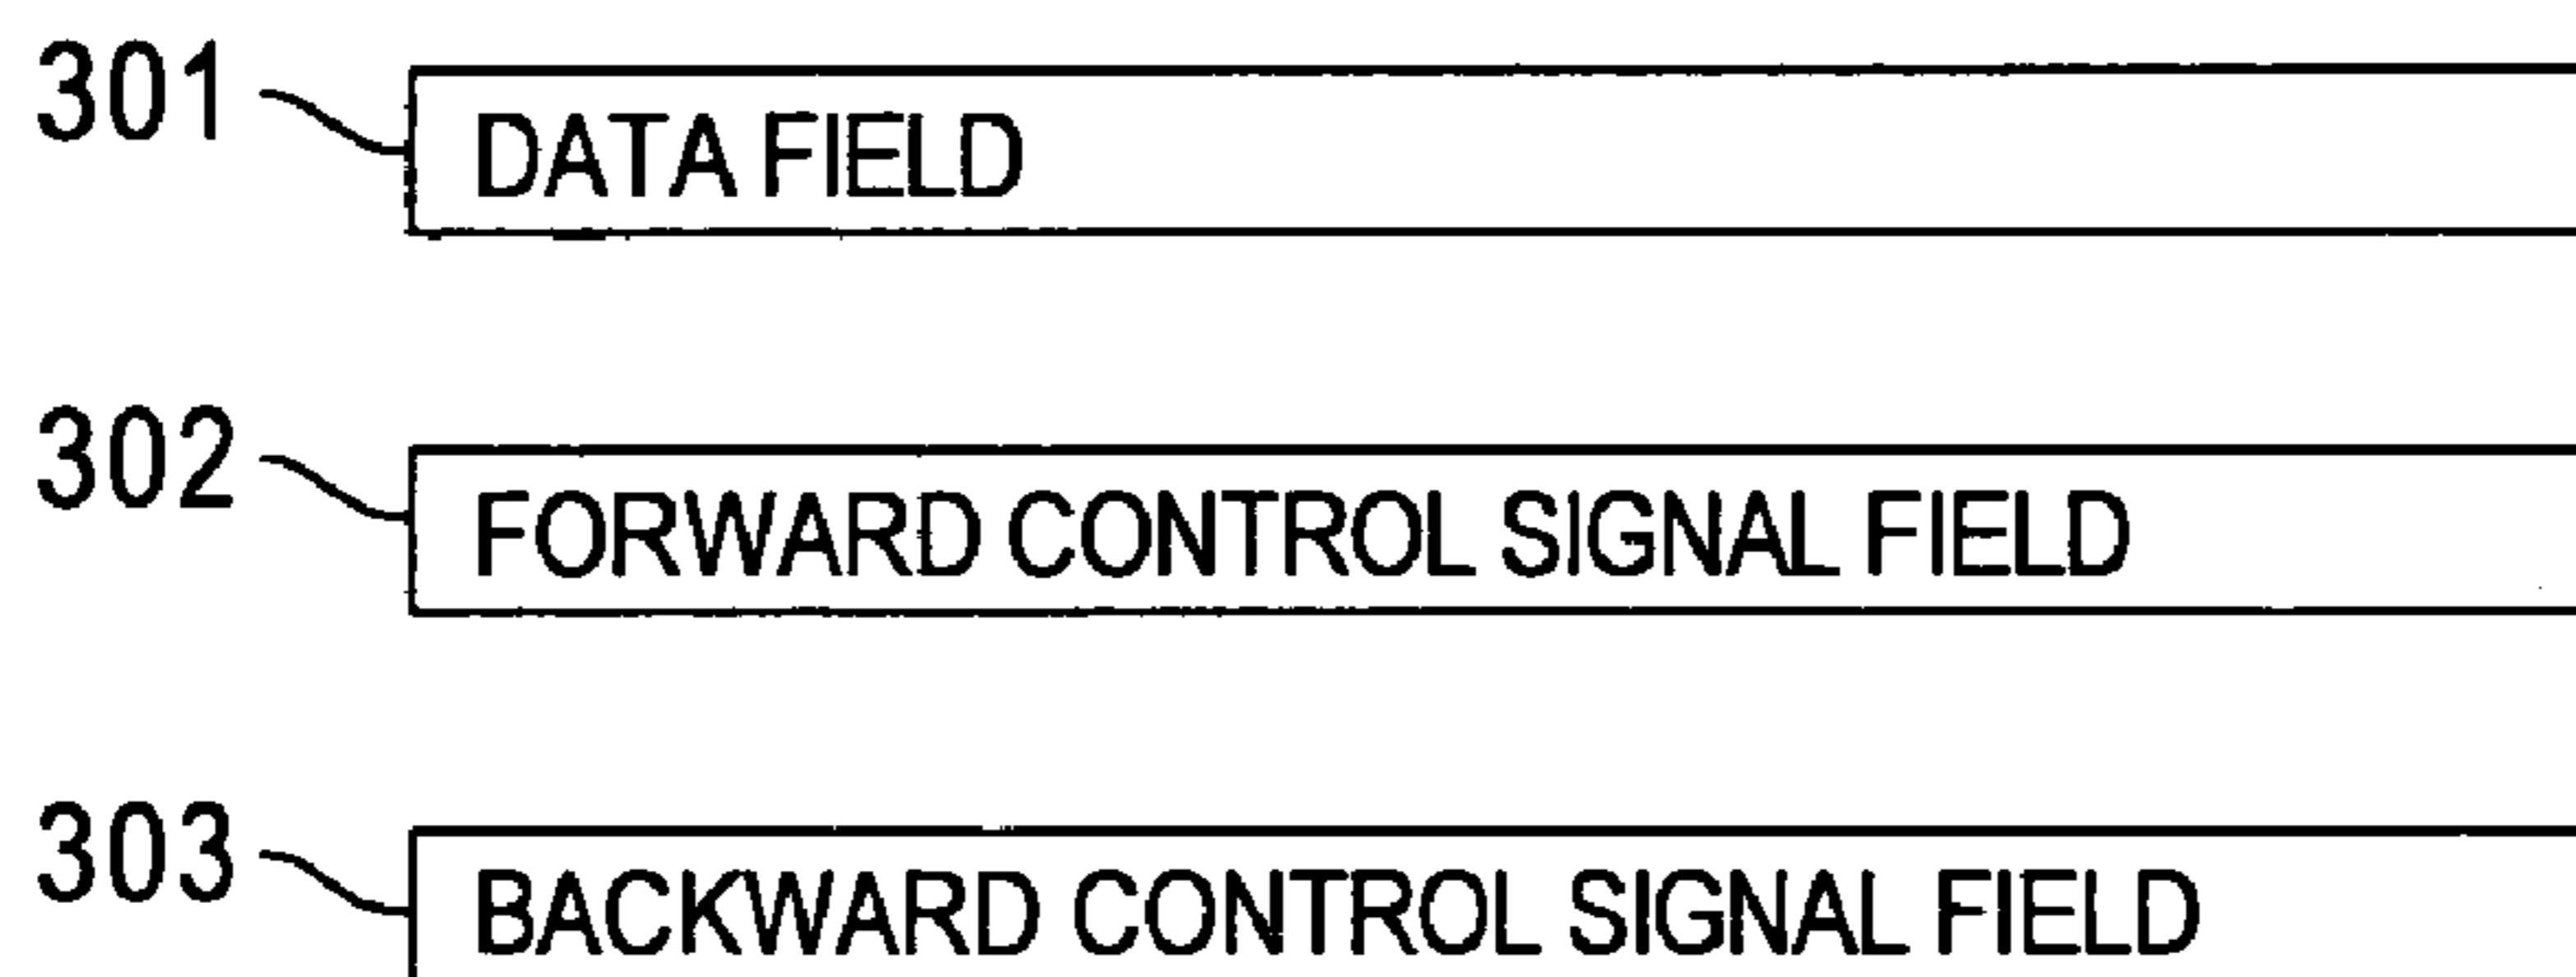 301 DATA FIELD
302 FORWARD CONTROL SIGNAL FIELD
303 BACKWARD CONTROL SIGNAL FIELD